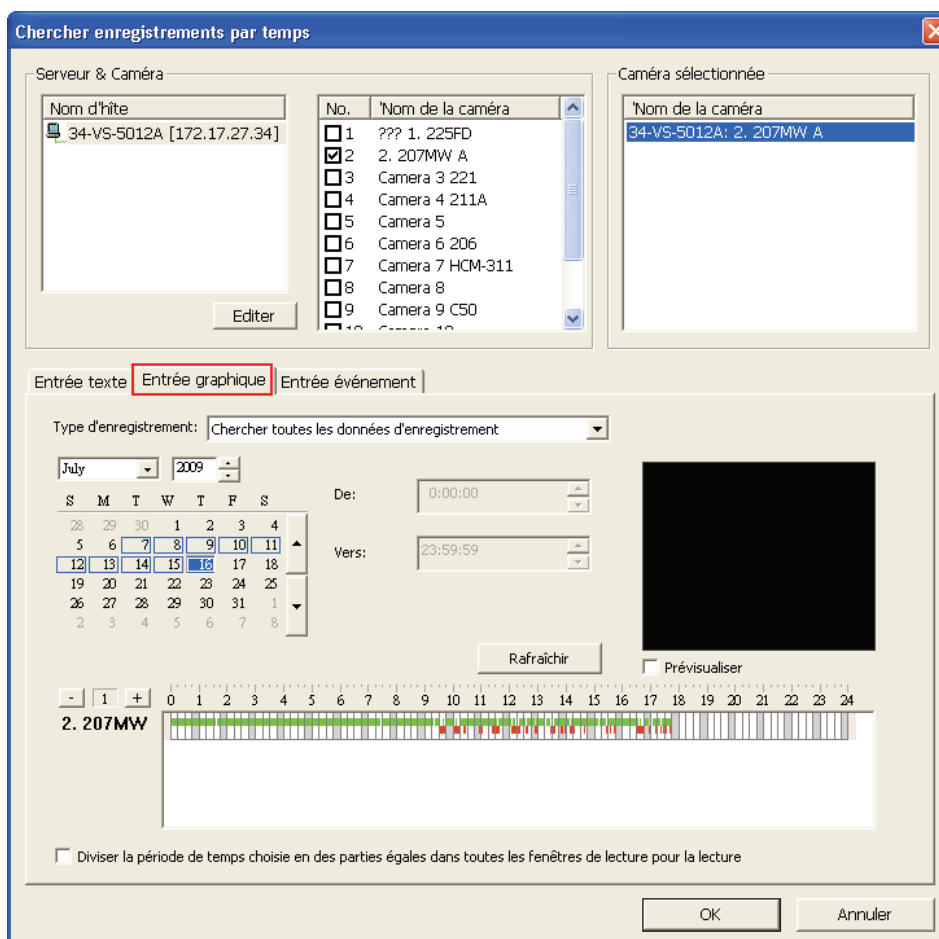 Chercher enregistrements par temps
Serveur & Caméra
Nom d'hîte
34-VS-5012A [172.17.27.34]
Editer
No. 'Nom de la caméra
1 ??? 1. 225FD
2 2. 207MW A
3 Camera 3 221
4 Camera 4 211A
5 Camera 5
6 Camera 6 206
7 Camera 7 HCM-311
8 Camera 8
9 Camera 9 C50
10 Camera 10
Caméra sélectionnée
'Nom de la caméra
34-VS-5012A: 2. 207MW A
Entrée texte Entrée graphique Entrée événement
Type d'enregistrement: Chercher toutes les données d'enregistrement
July 2009
S M T W T F S
28 29 30 1 2 3 4
5 6 7 8 9 10 11
12 13 14 15 16 17 18
19 20 21 22 23 24 25
26 27 28 29 30 31 1
2 3 4 5 6 7 8
De: 0:00:00
Vers: 23:59:59
Rafraîchir
Prévisualiser
- 1 + 0 1 2 3 4 5 6 7 8 9 10 11 12 13 14 15 16 17 18 19 20 21 22 23 24
2. 207MW
Diviser la période de temps choisie en des parties égales dans toutes les fenêtres de lecture pour la lecture
OK Annuler